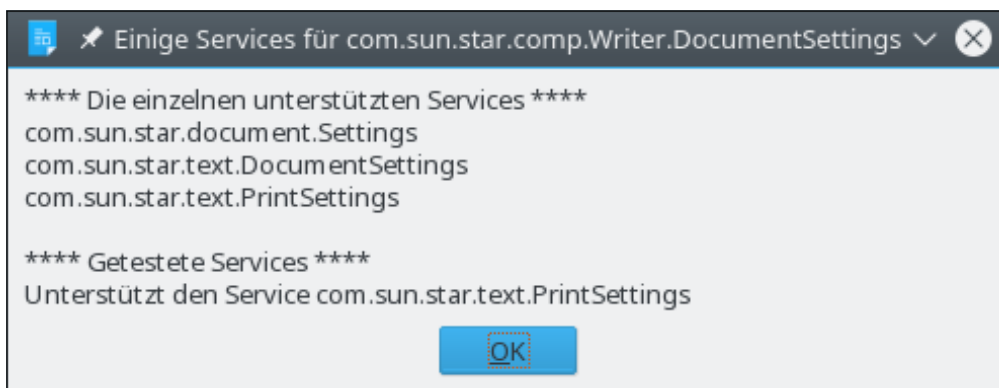 Einige Services für com.sun.star.comp.Writer.DocumentSettings
**** Die einzelnen unterstützten Services ****
com.sun.star.document.Settings
com.sun.star.text.DocumentSettings
com.sun.star.text.PrintSettings
**** Getestete Services ****
Unterstützt den Service com.sun.star.text.PrintSettings
OK